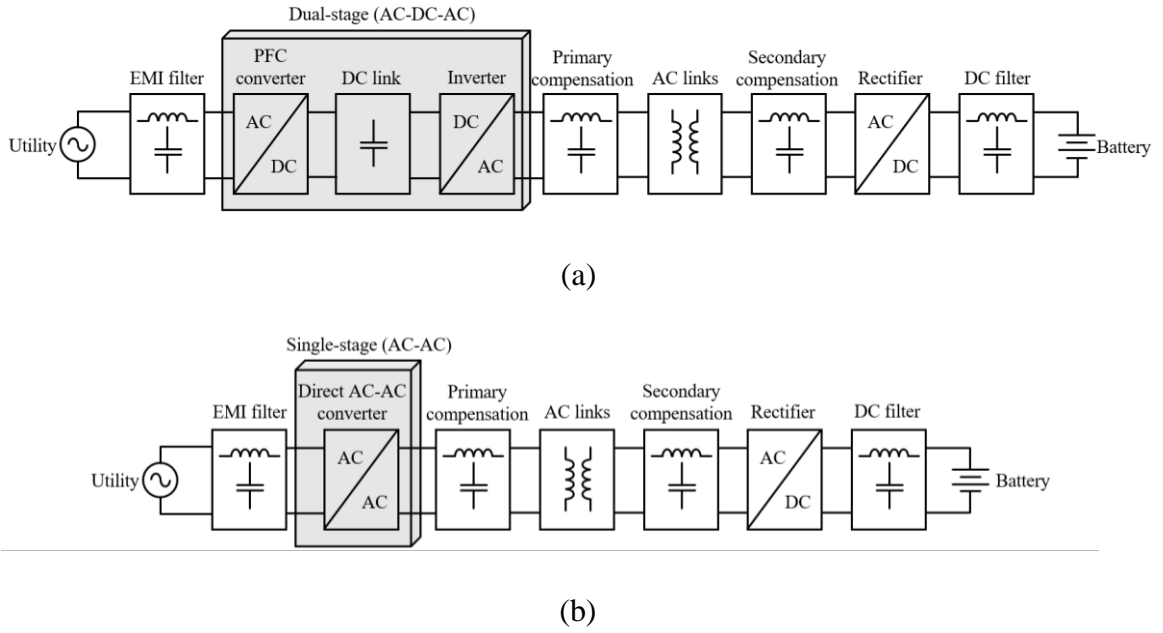 Dual-stage (AC-DC-AC)
EMI filter
PFC
converter
DC link
Inverter
Primary
compensation
AC links
Secondary
compensation
Rectifier
DC filter
Utility
AC
DC
DC
AC
AC
DC
Battery
(a)
Single-stage (AC-AC)
EMI filter
Direct AC-AC
converter
Primary
compensation
AC links
Secondary
compensation
Rectifier
DC filter
Utility
AC
AC
AC
DC
Battery
(b)